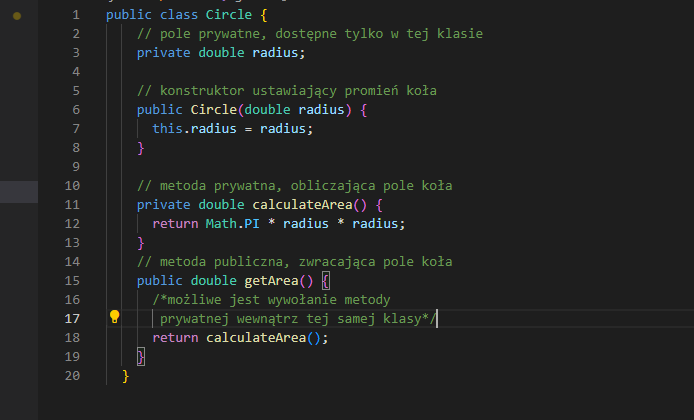 1 public class Circle {
2 // pole prywatne, dostępne tylko w tej klasie
3 private double radius;
4
5 // konstruktor ustawiający promień koła
6 public Circle(double radius) {
7 this.radius = radius;
8 }
9
10 // metoda prywatna, obliczająca pole koła
11 private double calculateArea() {
12 return Math.PI * radius * radius;
13 }
14 // metoda publiczna, zwracająca pole koła
15 public double getArea() {
16 /*możliwe jest wywołanie metody
17 prywatnej wewnątrz tej samej klasy*/
18 return calculateArea();
19 }
20 }